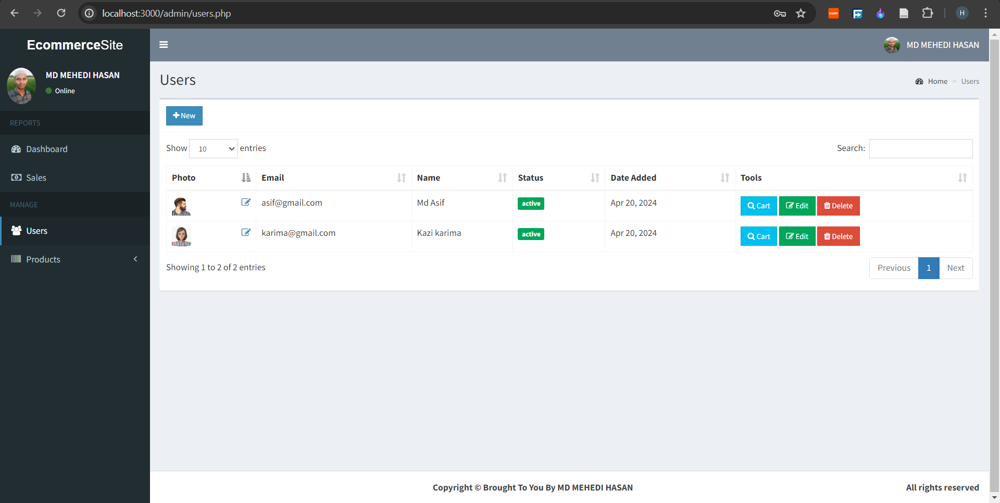 localhost:3000/admin/users.php
zapier
H
EcommerceSite
MD MEHEDI HASAN
MD MEHEDI HASAN
Online
Users
Home > Users
REPORTS
Dashboard
Sales
MANAGE
Users
Products
New
Show 10 entries
Search:
Photo Email Name Status Date Added Tools
asif@gmail.com Md Asif active Apr 20, 2024 Cart Edit Delete
karima@gmail.com Kazi karima active Apr 20, 2024 Cart Edit Delete
Showing 1 to 2 of 2 entries
Previous 1 Next
Copyright © Brought To You By MD MEHEDI HASAN
All rights reserved